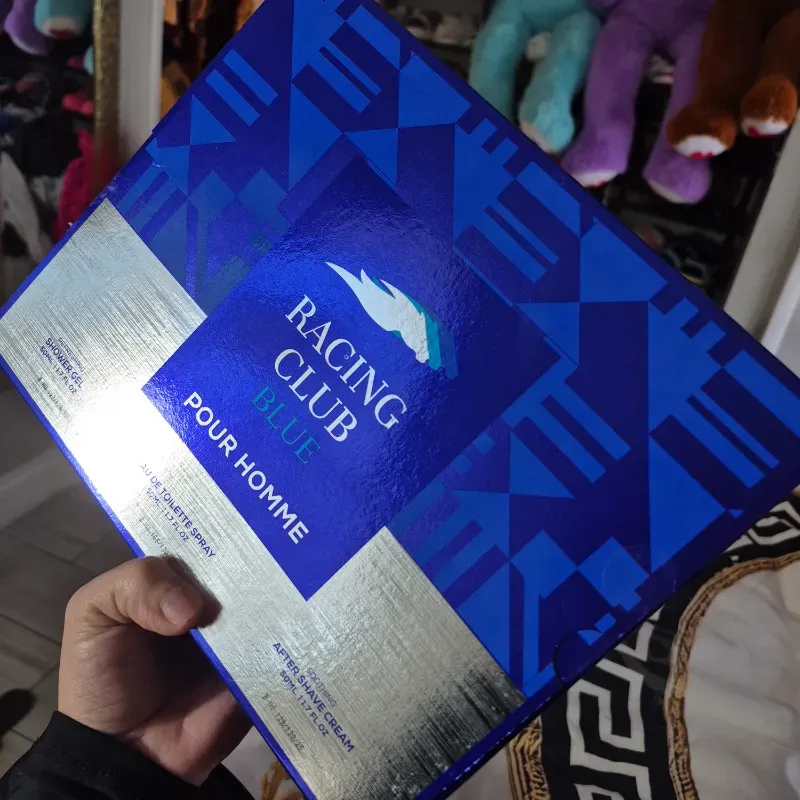 RACING
CLUB
BLUE
POUR HOMME
SHOWER GEL
50ML | 1.7 FL.OZ
AU DE TOILETTE SPRAY
50ML | 1.7 FL.OZ
SOOTHING
AFTER SHAVE CREAM
50ML | 1.7 FL.OZ